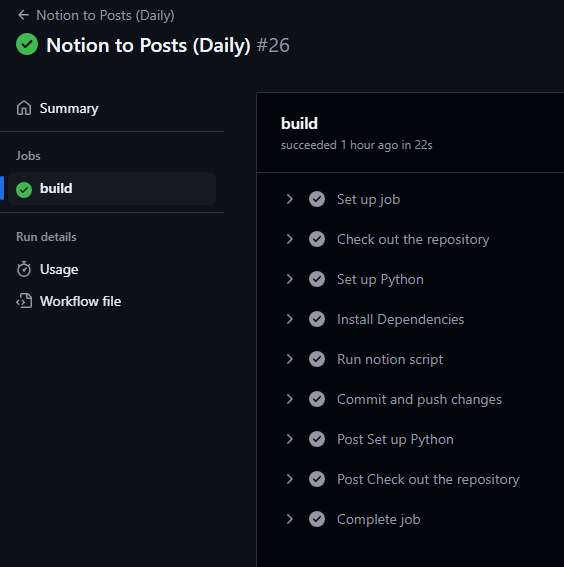 Notion to Posts (Daily)
Notion to Posts (Daily) #26
Summary
Jobs
build
Run details
Usage
Workflow file
build
succeeded 1 hour ago in 22s
Set up job
Check out the repository
Set up Python
Install Dependencies
Run notion script
Commit and push changes
Post Set up Python
Post Check out the repository
Complete job